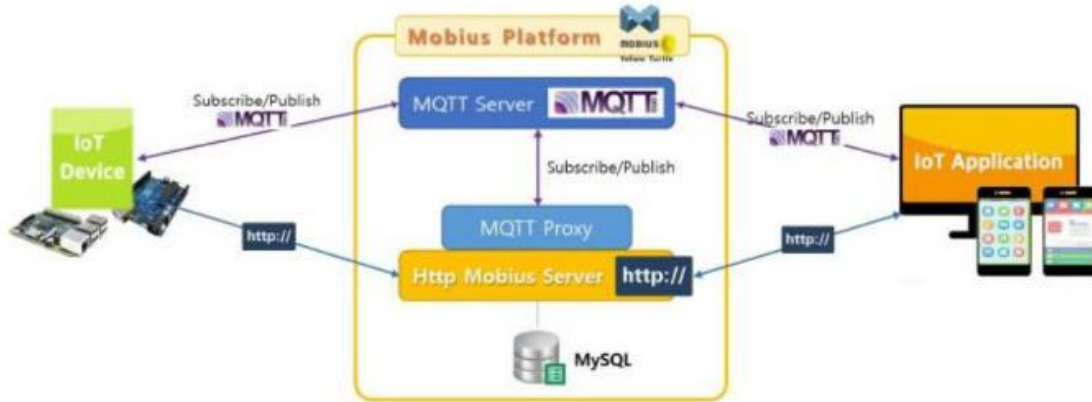 Mobius Platform
MOBIUS
Yellow Turtle
Subscribe/Publish
MQTT
MQTT Server
MQTT
Subscribe/Publish
MQTT
IoT
Device
IoT Application
Subscribe/Publish
MQTT Proxy
http://
http://
Http Mobius Server
http://
MySQL